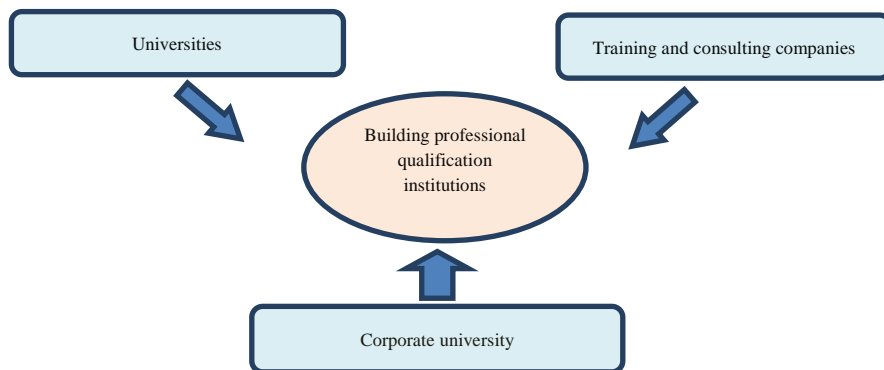 Universities
Training and consulting companies
Building professional
qualification
institutions
Corporate university